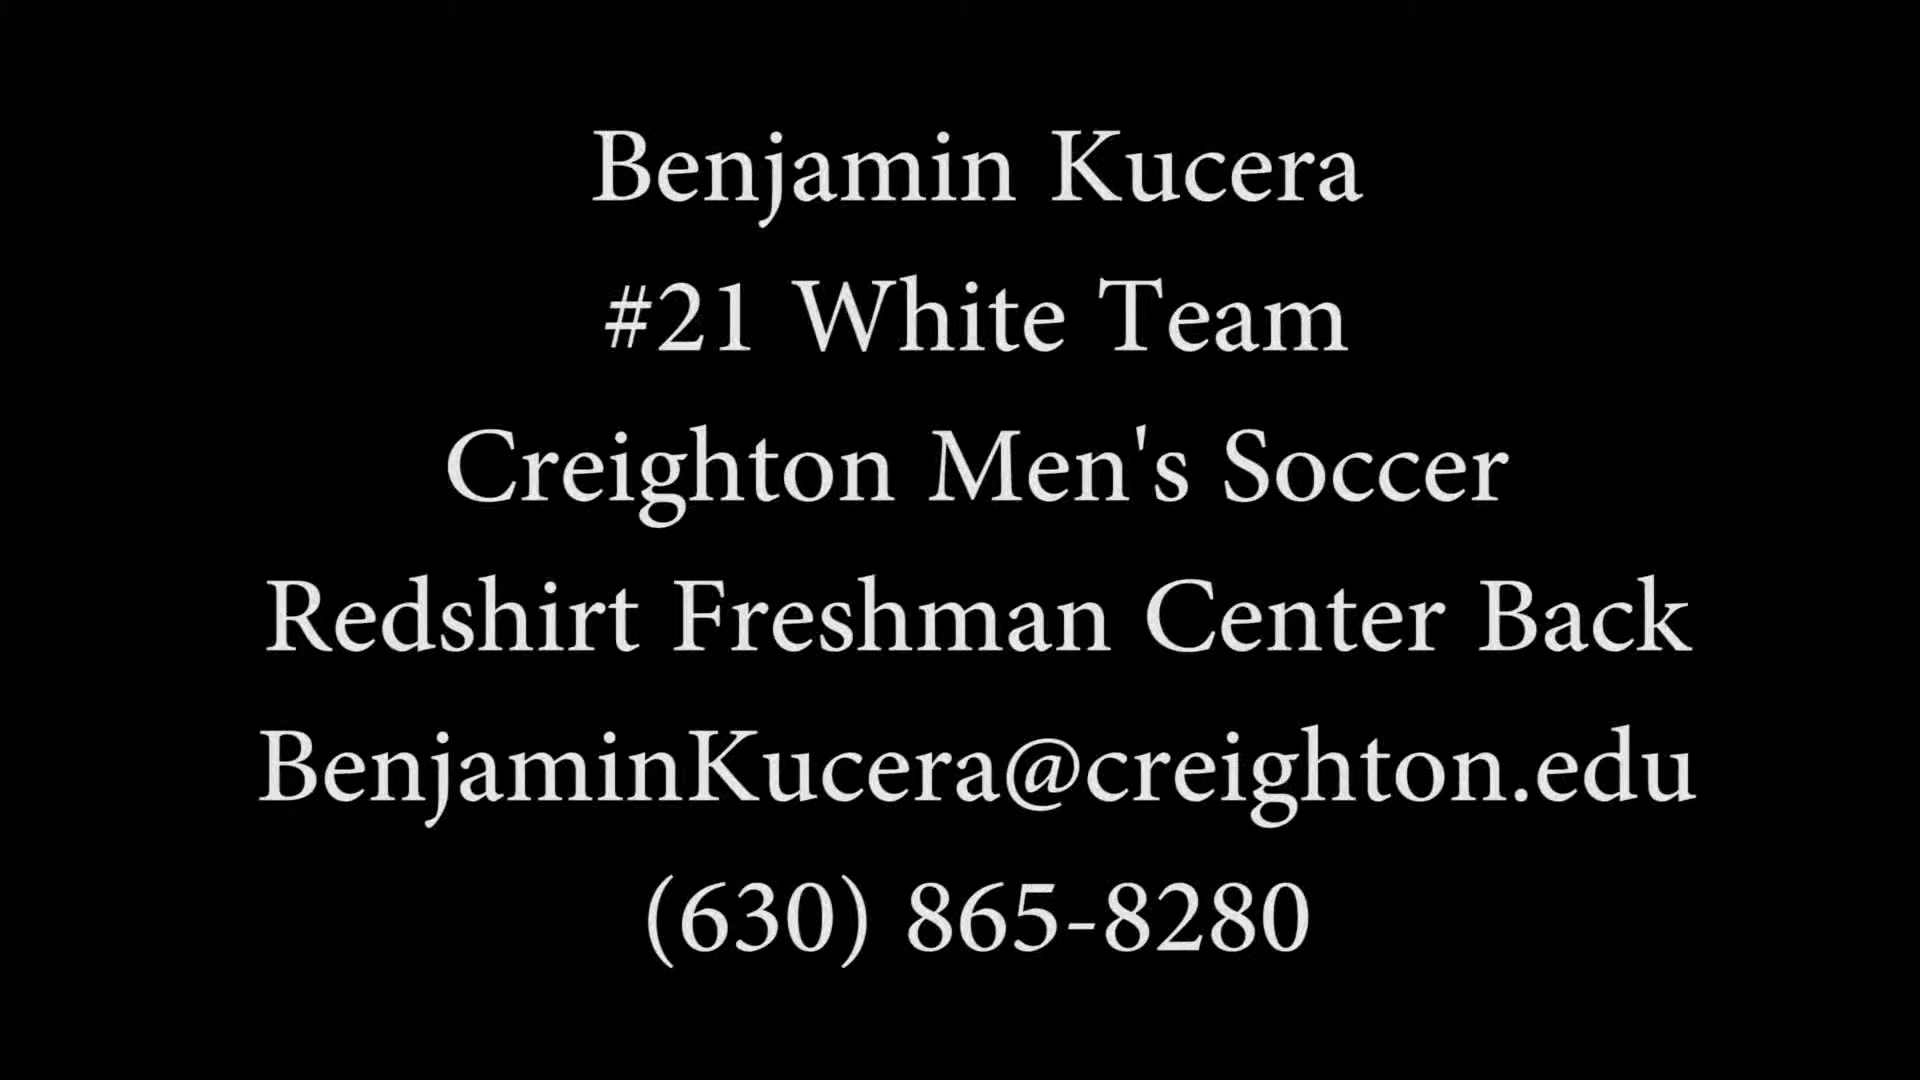 Benjamin Kucera
#21 White Team
Creighton Men's Soccer
Redshirt Freshman Center Back
BenjaminKucera@creighton.edu
(630) 865-8280